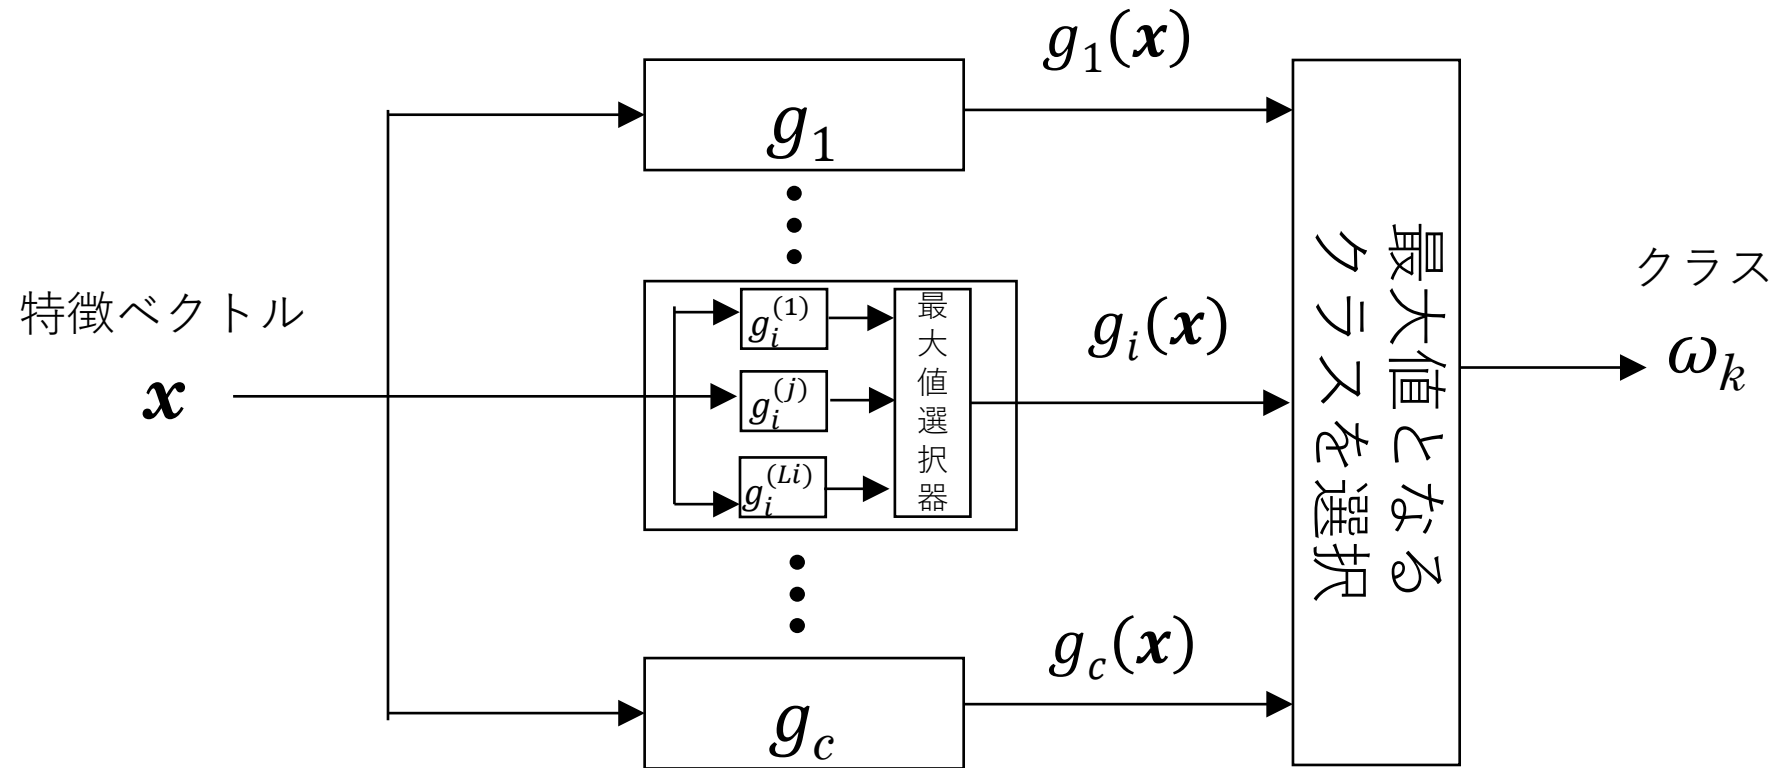 特徴ベクトル
x
g_1
g_1(x)
g_i^{(1)}
g_i^{(j)}
g_i^{(Li)}
最大値選択器
g_i(x)
g_c
g_c(x)
最大値となる
クラスを選択
クラス
ω_k